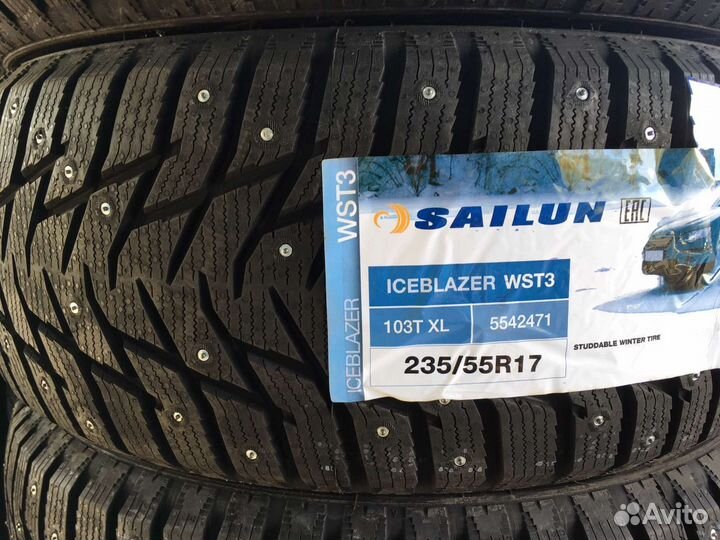 SAILUN EAC
ICEBLAZER WST3
ICEBLAZER WST3
103T XL 5542471
235/55R17
STUDDABLE WINTER TIRE
Avito